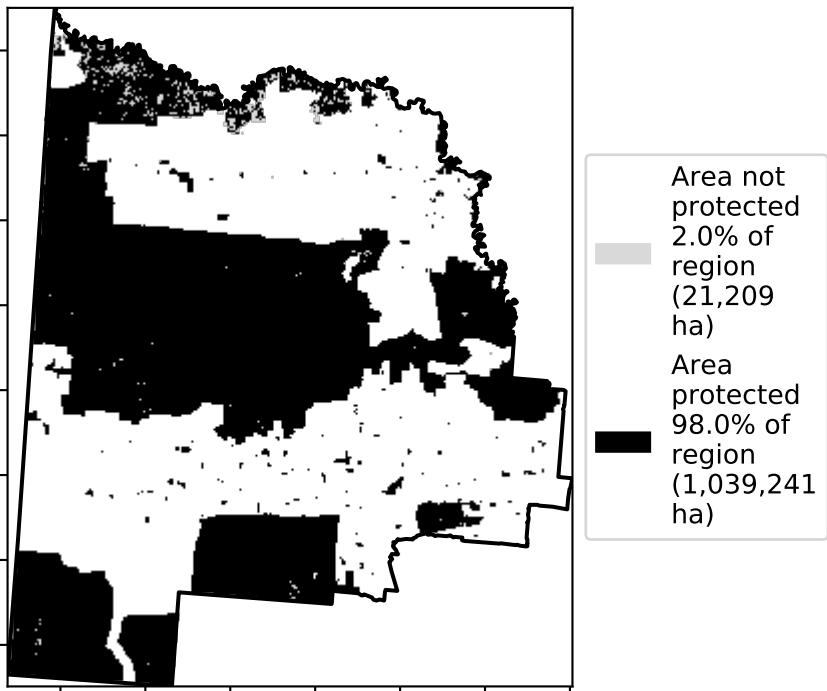 Area not
protected
2.0% of
region
(21,209
ha)
Area
protected
98.0% of
region
(1,039,241
ha)